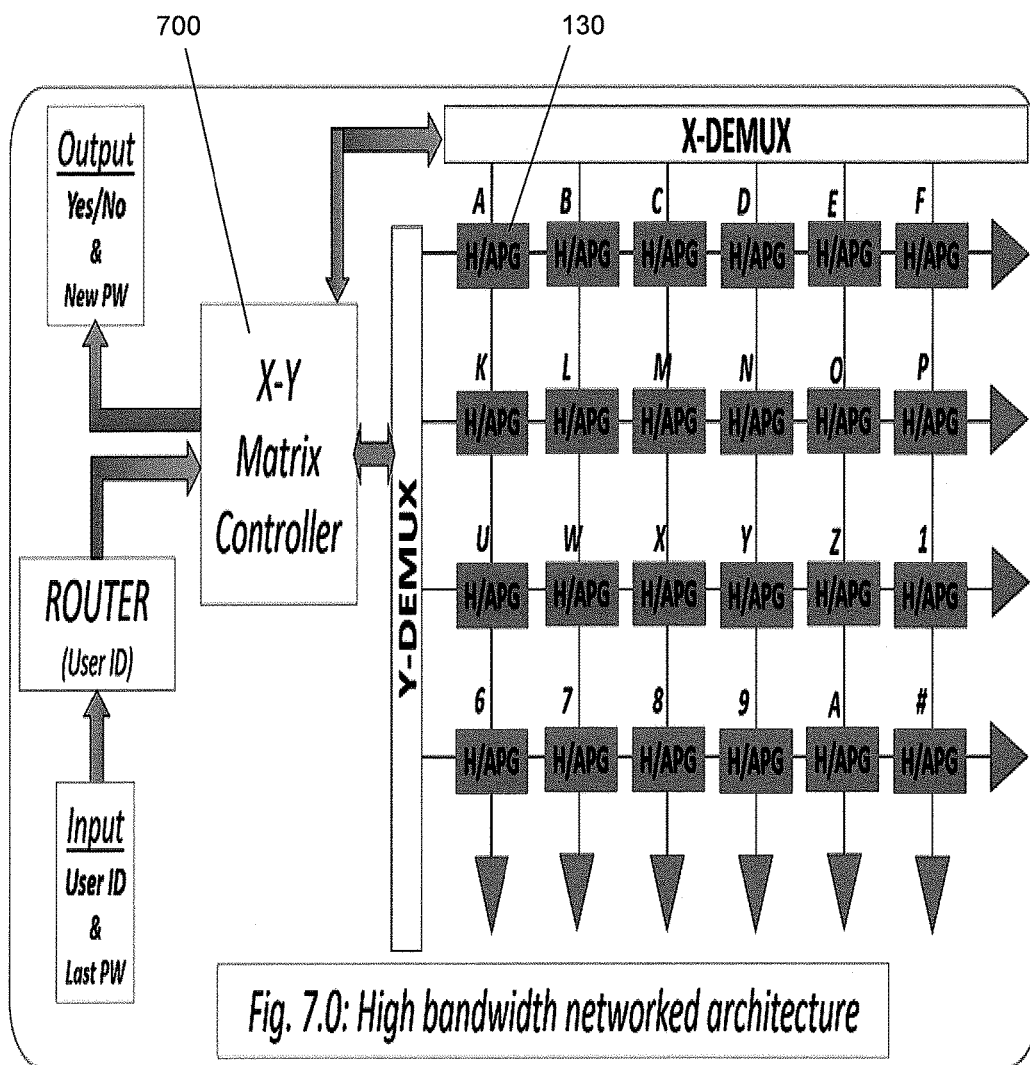 700
130
Output
Yes/No
&
New PW
X-DEMUX
A B C D E F
H/APG H/APG H/APG H/APG H/APG H/APG
X-Y
Matrix
Controller
K L M N O P
H/APG H/APG H/APG H/APG H/APG H/APG
Y-DEMUX
ROUTER
(User ID)
U W X Y Z 1
H/APG H/APG H/APG H/APG H/APG H/APG
6 7 8 9 A #
H/APG H/APG H/APG H/APG H/APG H/APG
Input
User ID
&
Last PW
Fig. 7.0: High bandwidth networked architecture